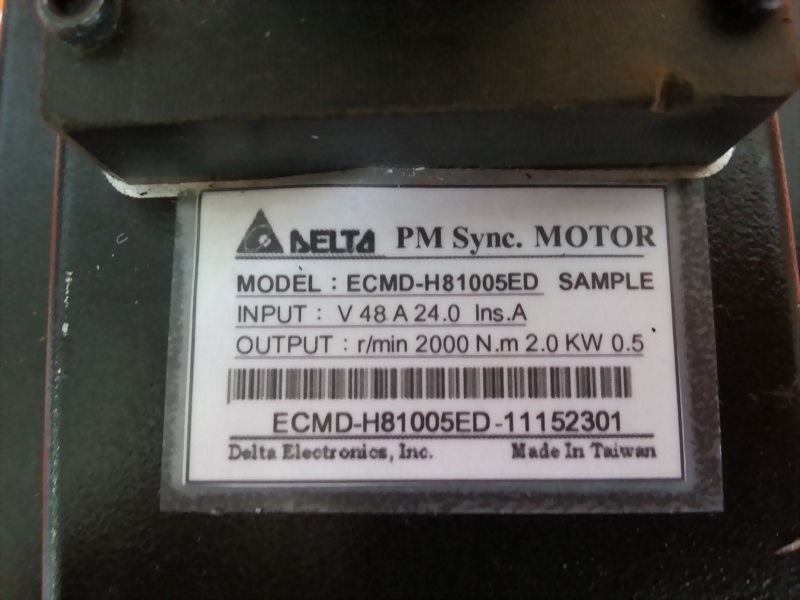 DELTA PM Sync. MOTOR
MODEL : ECMD-H81005ED SAMPLE
INPUT : V 48 A 24.0 Ins.A
OUTPUT : r/min 2000 N.m 2.0 KW 0.5
ECMD-H81005ED-11152301
Delta Electronics, Inc. Made In Taiwan